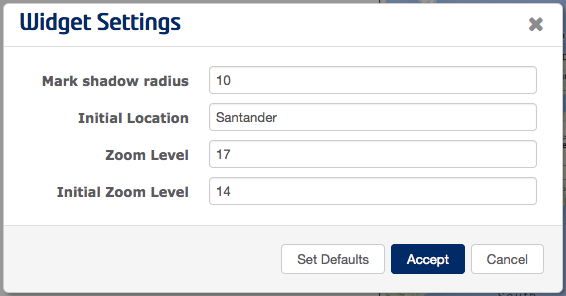 Widget Settings
Mark shadow radius 10
Initial Location Santander
Zoom Level 17
Initial Zoom Level 14
Set Defaults Accept Cancel
South